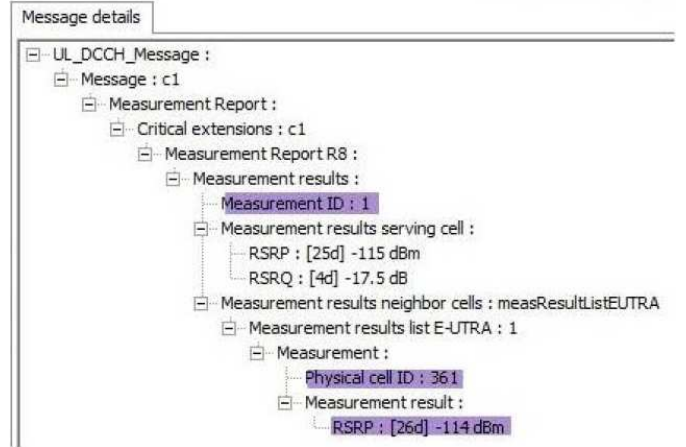 Message details
UL_DCCH_Message :
Message : c1
Measurement Report :
Critical extensions : c1
Measurement Report R8 :
Measurement results :
Measurement ID : 1
Measurement results serving cell :
RSRP : [25d] -115 dBm
RSRQ : [4d] -17.5 dB
Measurement results neighbor cells : measResultListEUTRA
Measurement results list E-UTRA : 1
Measurement :
Physical cell ID : 361
Measurement result :
RSRP : [26d] -114 dBm